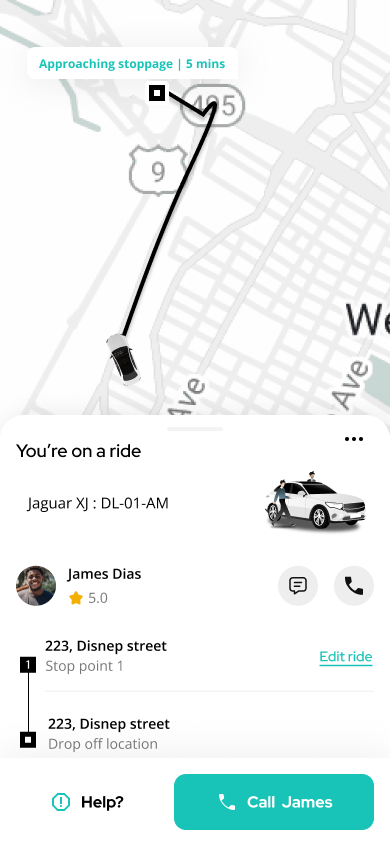 Approaching stoppage | 5 mins
495
9
We
Ave
Ave
You're on a ride
Jaguar XJ : DL-01-AM
James Dias
5.0
223, Disnep street
Stop point 1
Edit ride
1
223, Disnep street
Drop off location
Help?
Call James